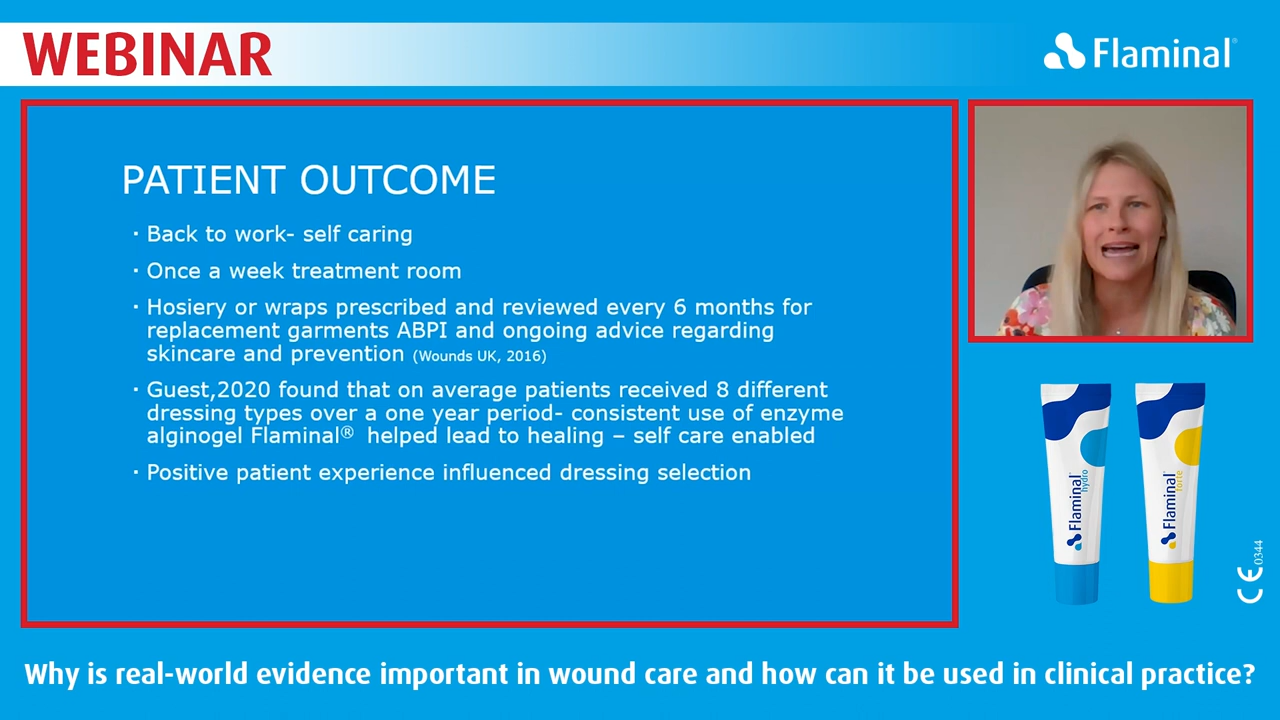 WEBINAR
Flaminal®
PATIENT OUTCOME
· Back to work- self caring
· Once a week treatment room
· Hosiery or wraps prescribed and reviewed every 6 months for
replacement garments ABPI and ongoing advice regarding
skincare and prevention (Wounds UK, 2016)
· Guest,2020 found that on average patients received 8 different
dressing types over a one year period- consistent use of enzyme
alginogel Flaminal® helped lead to healing – self care enabled
· Positive patient experience influenced dressing selection
Flaminal®
hydro
Flaminal®
forte
CE 0344
Why is real-world evidence important in wound care and how can it be used in clinical practice?